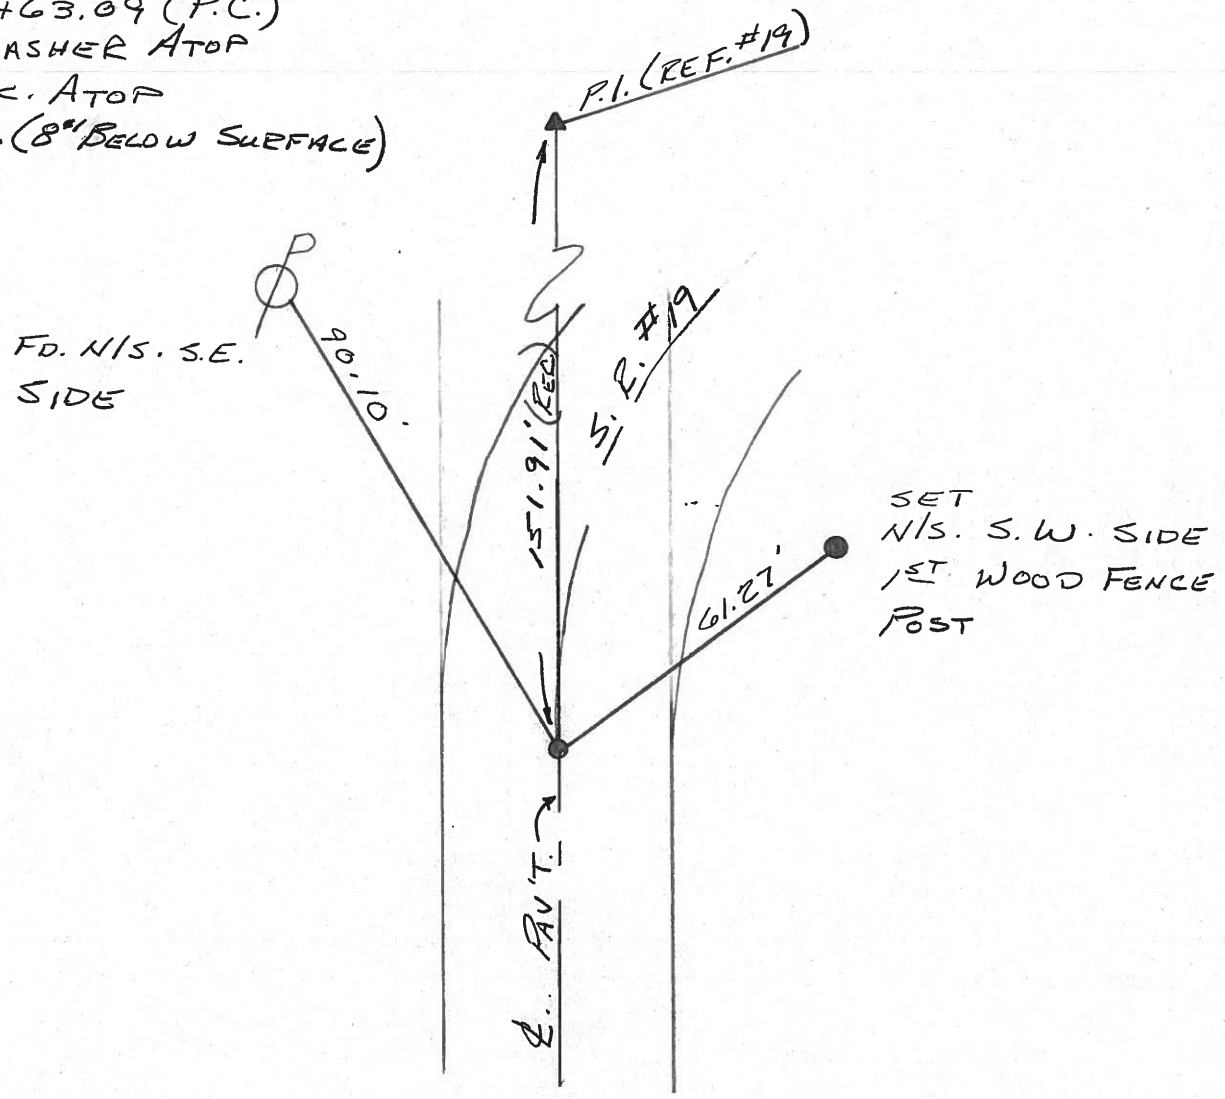 +63.09 (P.C.)
ASHER ATOP
ATOP
(8" BELOW SURFACE)
P.I. (REF. #19)
P
FD. N/S. S.E.
SIDE
90.10'
151.91' (REC)
S. R. #19
SET
N/S. S.W. SIDE
1ST WOOD FENCE
POST
61.27'
℄ PAV'T.